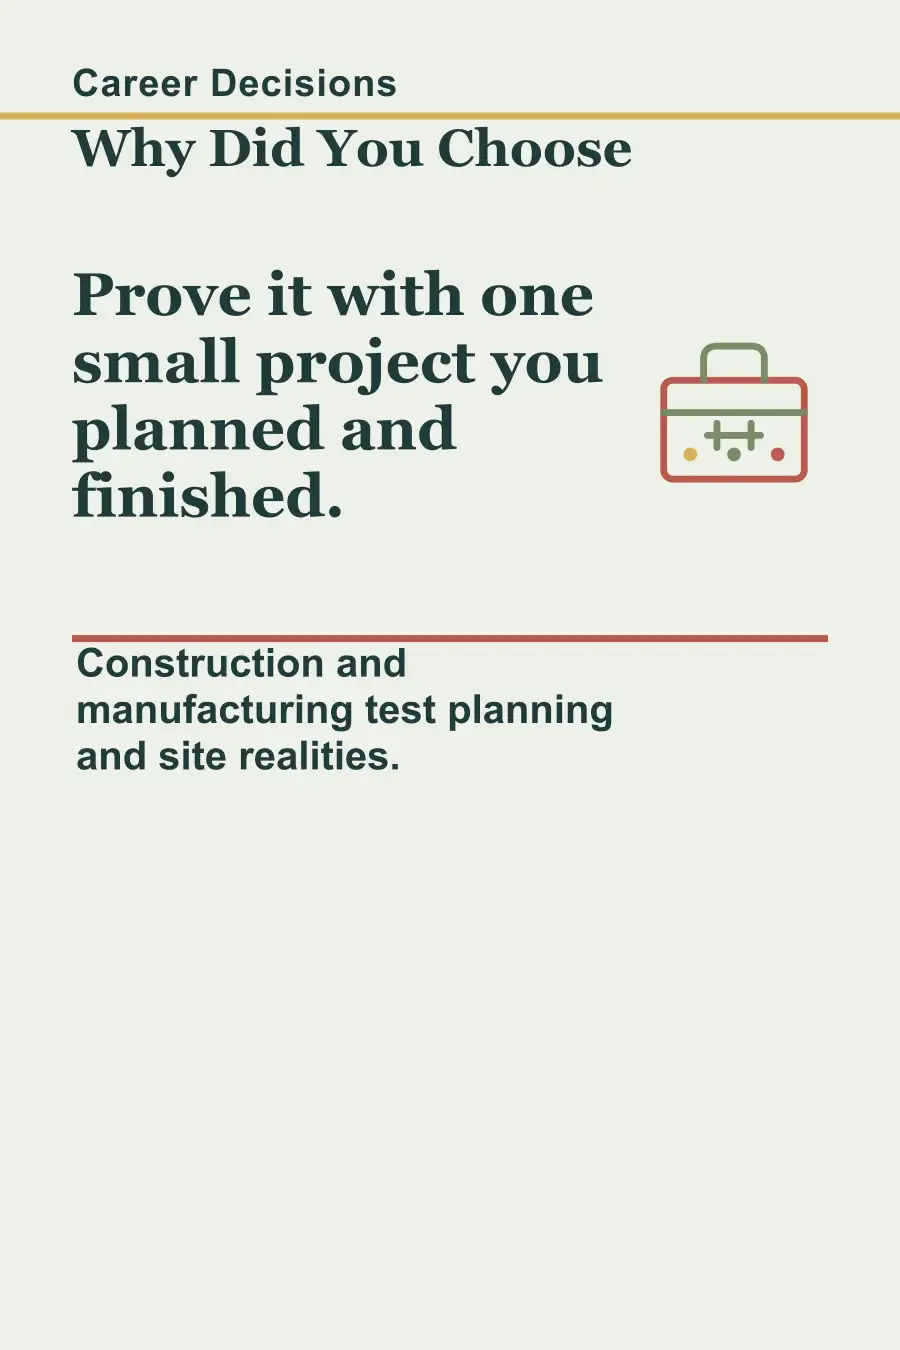 Career Decisions
Why Did You Choose
Prove it with one
small project you
planned and
finished.
Construction and
manufacturing test planning
and site realities.